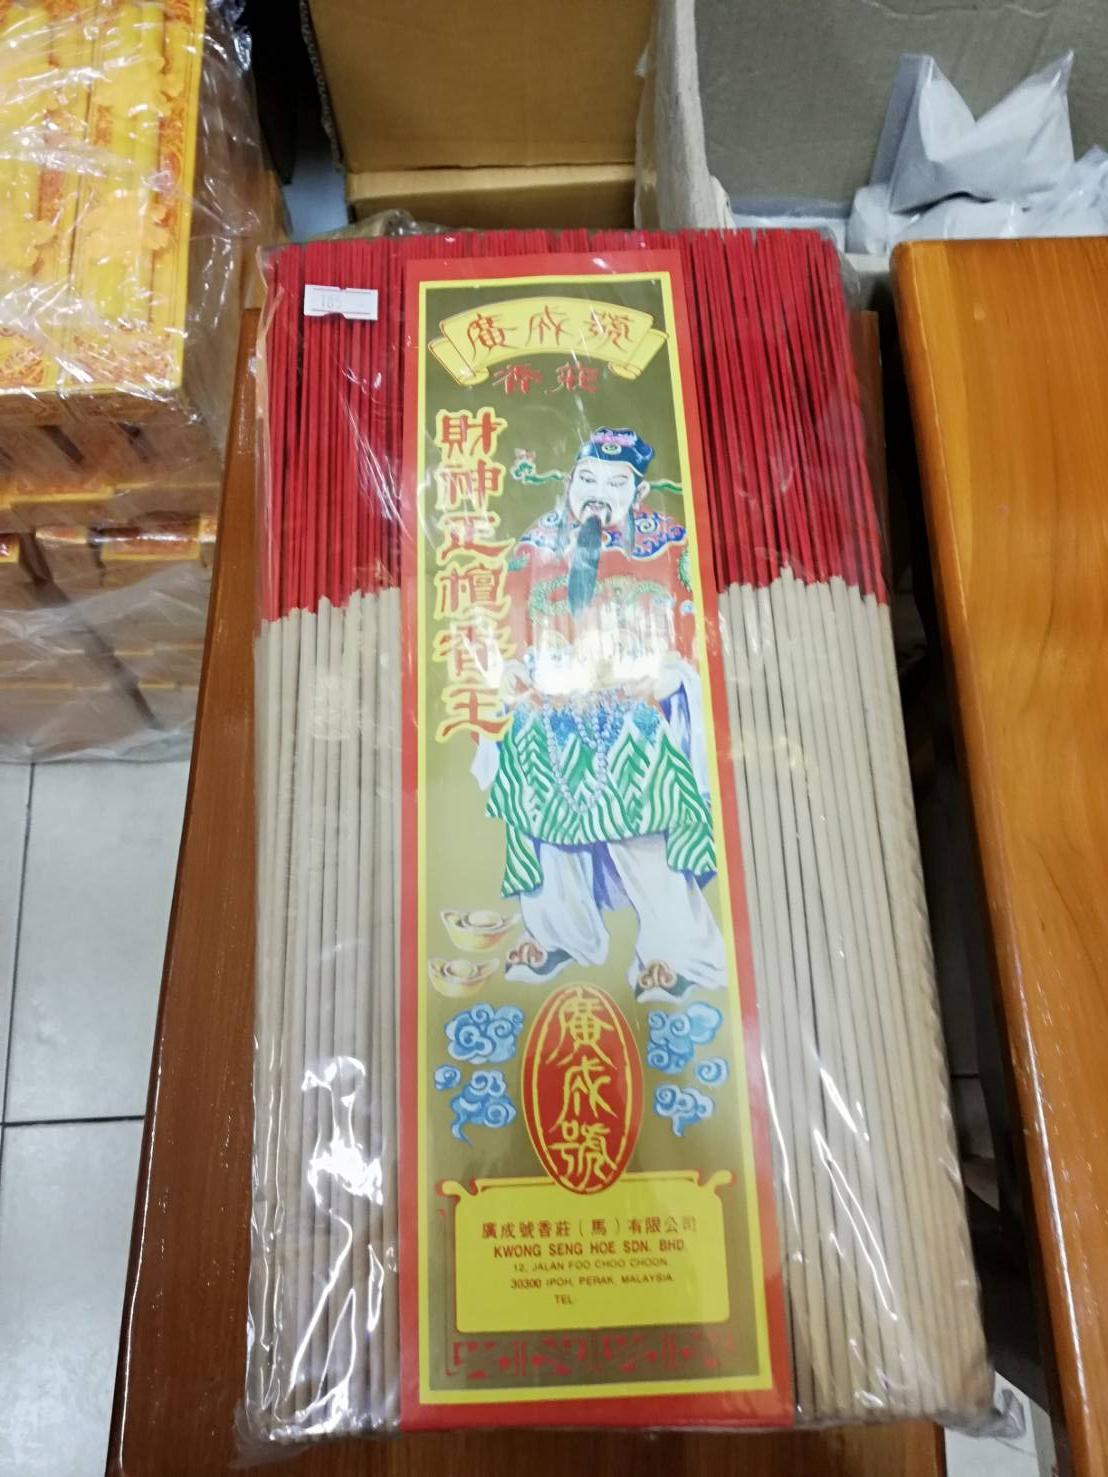 185
廣成號
香莊
財神正檀香王
廣成號
廣成號香莊（馬）有限公司
KWONG SENG HOE SDN. BHD.
12, JALAN FOO CHOO CHOON.
30300 IPOH, PERAK, MALAYSIA.
TEL: